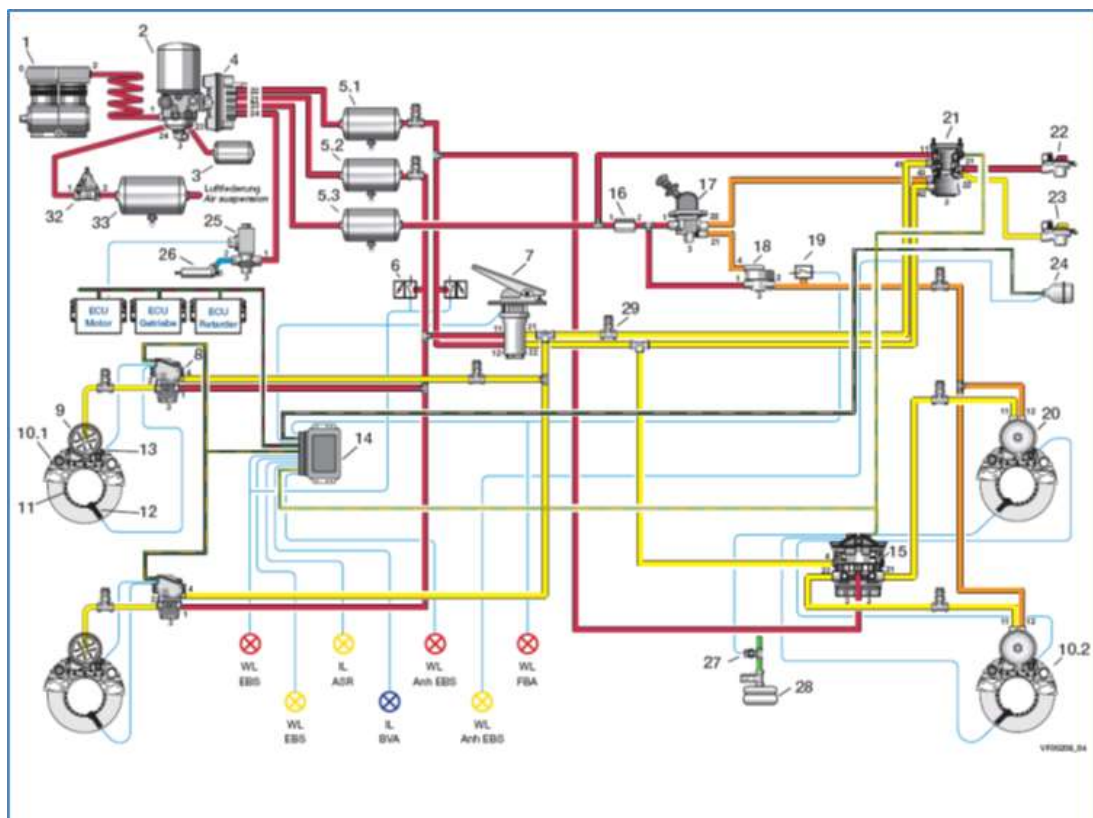 1
2
4
5.1
5.2
5.3
3
Luftfederung
Air suspension
32
33
25
26
6
7
16
17
18
19
21
22
23
24
29
ECU
Motor
ECU
Getriebe
ECU
Retarder
8
9
10.1
13
11
12
14
15
20
10.2
27
28
WL
EBS
IL
ASR
WL
Anh EBS
WL
FBA
WL
EBS
IL
BVA
WL
Anh EBS